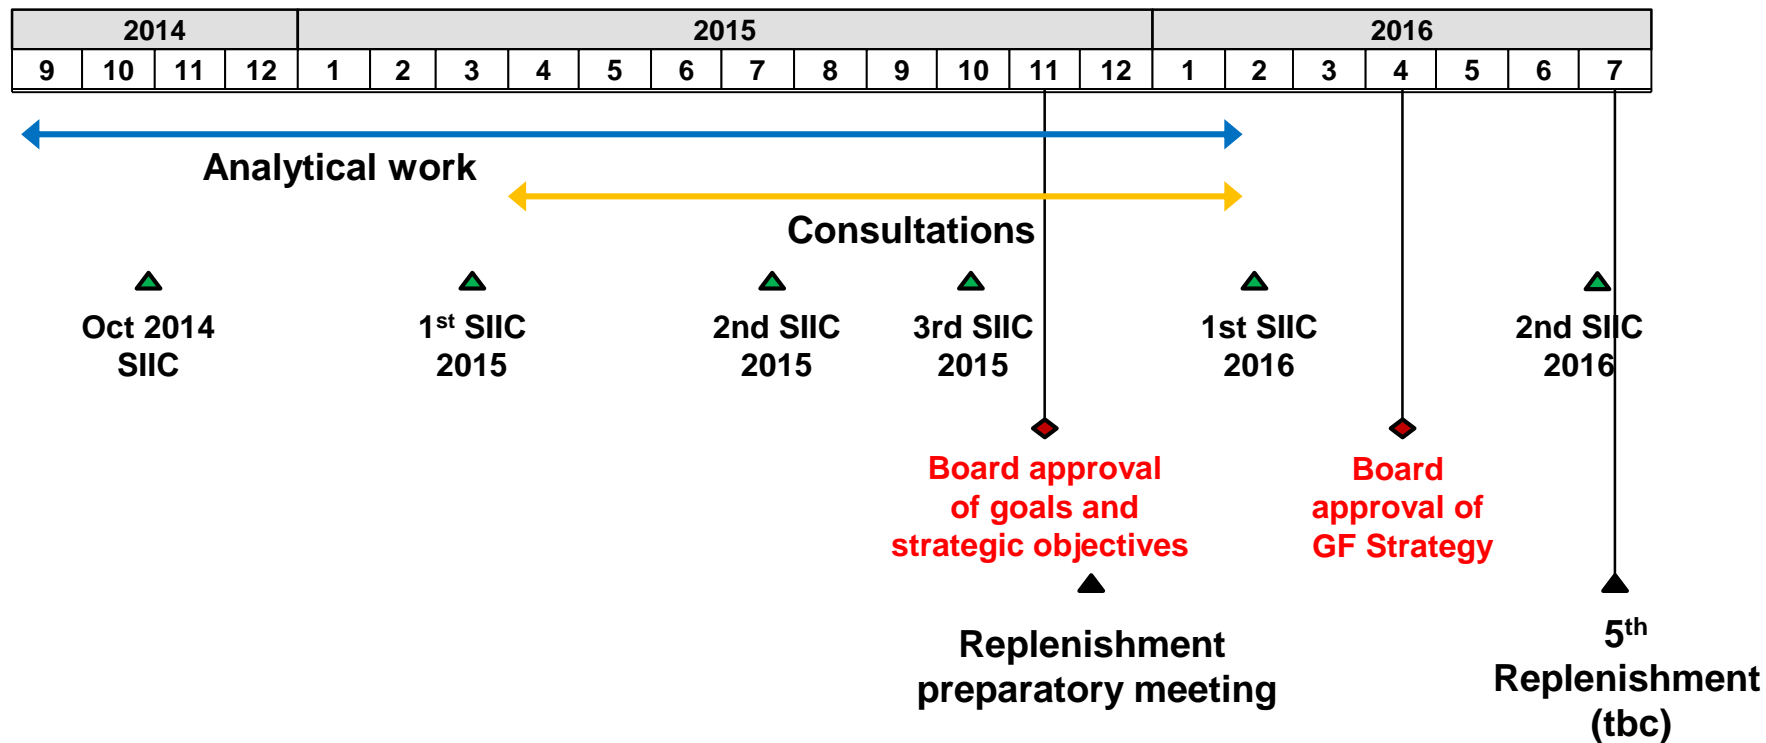 2014 2015 2016
9 10 11 12 1 2 3 4 5 6 7 8 9 10 11 12 1 2 3 4 5 6 7
Analytical work
Consultations
Oct 2014
SIIC
1st SIIC
2015
2nd SIIC
2015
3rd SIIC
2015
1st SIIC
2016
2nd SIIC
2016
Board approval
of goals and
strategic objectives
Board
approval of
GF Strategy
Replenishment
preparatory meeting
5th
Replenishment
(tbc)